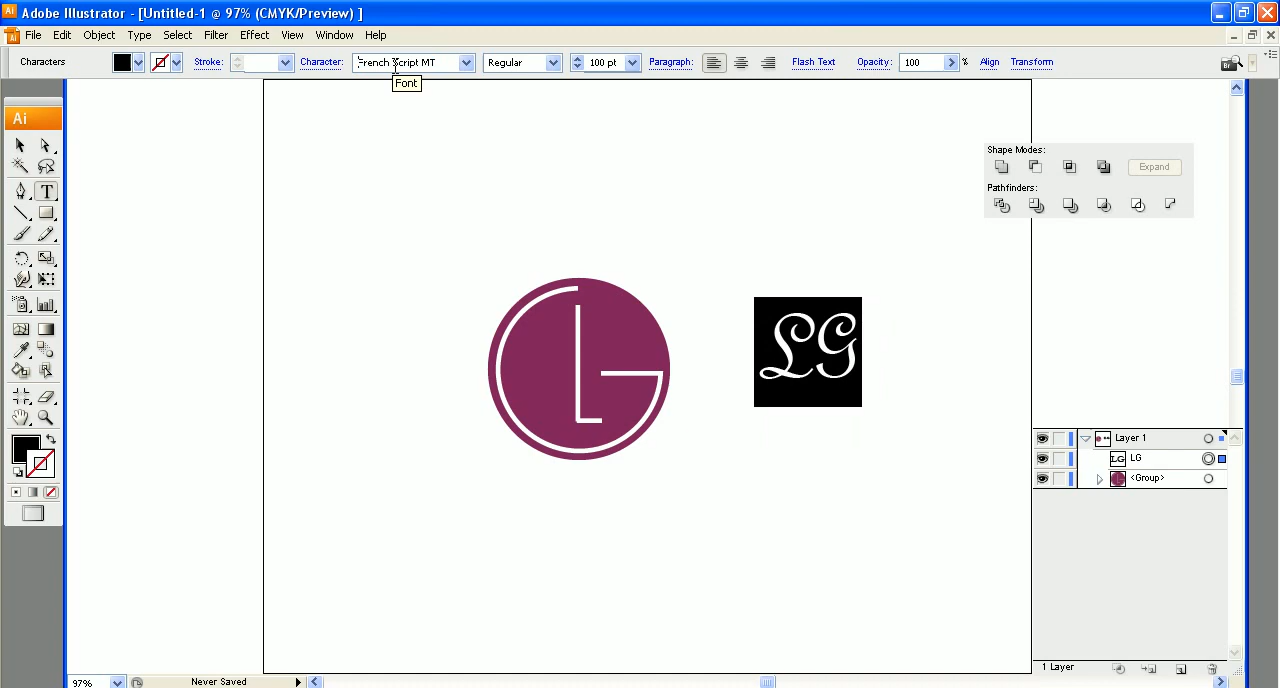 Adobe Illustrator - [Untitled-1 @ 97% (CMYK/Preview) ]
File Edit Object Type Select Filter Effect View Window Help
Characters Stroke: Character: French Script MT Regular 100 pt Paragraph: Flash Text Opacity: 100 % Align Transform
Font
Ai
Shape Modes:
Expand
Pathfinders:
T
LG
LG
Layer 1
LG
<Group>
1 Layer
97% Never Saved